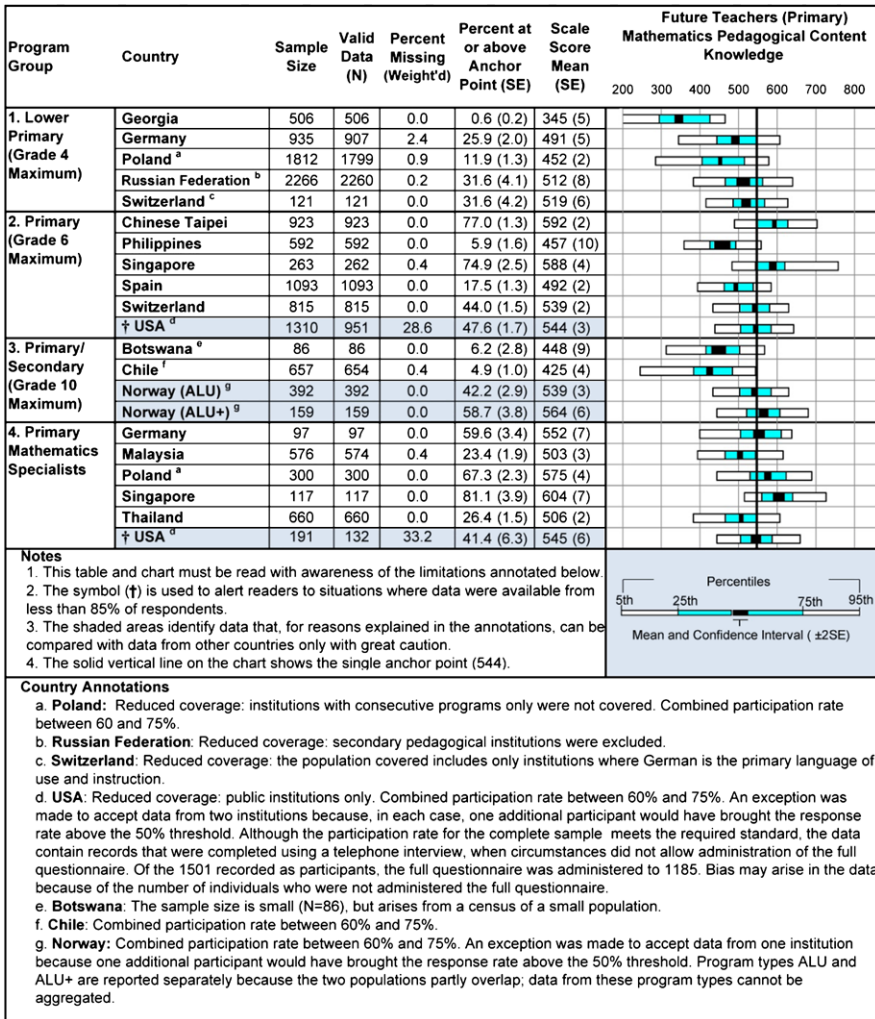 Program Group Country Sample Size Valid Data (N) Percent Missing (Weight'd) Percent at or above Anchor Point (SE) Scale Score Mean (SE) Future Teachers (Primary) Mathematics Pedagogical Content Knowledge
200 300 400 500 600 700 800
1. Lower Primary (Grade 4 Maximum)
Georgia 506 506 0.0 0.6 (0.2) 345 (5)
Germany 935 907 2.4 25.9 (2.0) 491 (5)
Poland a 1812 1799 0.9 11.9 (1.3) 452 (2)
Russian Federation b 2266 2260 0.2 31.6 (4.1) 512 (8)
Switzerland c 121 121 0.0 31.6 (4.2) 519 (6)
2. Primary (Grade 6 Maximum)
Chinese Taipei 923 923 0.0 77.0 (1.3) 592 (2)
Philippines 592 592 0.0 5.9 (1.6) 457 (10)
Singapore 263 262 0.4 74.9 (2.5) 588 (4)
Spain 1093 1093 0.0 17.5 (1.3) 492 (2)
Switzerland 815 815 0.0 44.0 (1.5) 539 (2)
† USA d 1310 951 28.6 47.6 (1.7) 544 (3)
3. Primary/ Secondary (Grade 10 Maximum)
Botswana e 86 86 0.0 6.2 (2.8) 448 (9)
Chile f 657 654 0.4 4.9 (1.0) 425 (4)
Norway (ALU) g 392 392 0.0 42.2 (2.9) 539 (3)
Norway (ALU+) g 159 159 0.0 58.7 (3.8) 564 (6)
4. Primary Mathematics Specialists
Germany 97 97 0.0 59.6 (3.4) 552 (7)
Malaysia 576 574 0.4 23.4 (1.9) 503 (3)
Poland a 300 300 0.0 67.3 (2.3) 575 (4)
Singapore 117 117 0.0 81.1 (3.9) 604 (7)
Thailand 660 660 0.0 26.4 (1.5) 506 (2)
† USA d 191 132 33.2 41.4 (6.3) 545 (6)
Notes
1. This table and chart must be read with awareness of the limitations annotated below.
2. The symbol (†) is used to alert readers to situations where data were available from
less than 85% of respondents.
3. The shaded areas identify data that, for reasons explained in the annotations, can be
compared with data from other countries only with great caution.
4. The solid vertical line on the chart shows the single anchor point (544).
Percentiles
5th 25th 75th 95th
Mean and Confidence Interval ( ±2SE)
Country Annotations
a. Poland: Reduced coverage: institutions with consecutive programs only were not covered. Combined participation rate
between 60 and 75%.
b. Russian Federation: Reduced coverage: secondary pedagogical institutions were excluded.
c. Switzerland: Reduced coverage: the population covered includes only institutions where German is the primary language of
use and instruction.
d. USA: Reduced coverage: public institutions only. Combined participation rate between 60% and 75%. An exception was
made to accept data from two institutions because, in each case, one additional participant would have brought the response
rate above the 50% threshold. Although the participation rate for the complete sample meets the required standard, the data
contain records that were completed using a telephone interview, when circumstances did not allow administration of the full
questionnaire. Of the 1501 recorded as participants, the full questionnaire was administered to 1185. Bias may arise in the data
because of the number of individuals who were not administered the full questionnaire.
e. Botswana: The sample size is small (N=86), but arises from a census of a small population.
f. Chile: Combined participation rate between 60% and 75%.
g. Norway: Combined participation rate between 60% and 75%. An exception was made to accept data from one institution
because one additional participant would have brought the response rate above the 50% threshold. Program types ALU and
ALU+ are reported separately because the two populations partly overlap; data from these program types cannot be
aggregated.